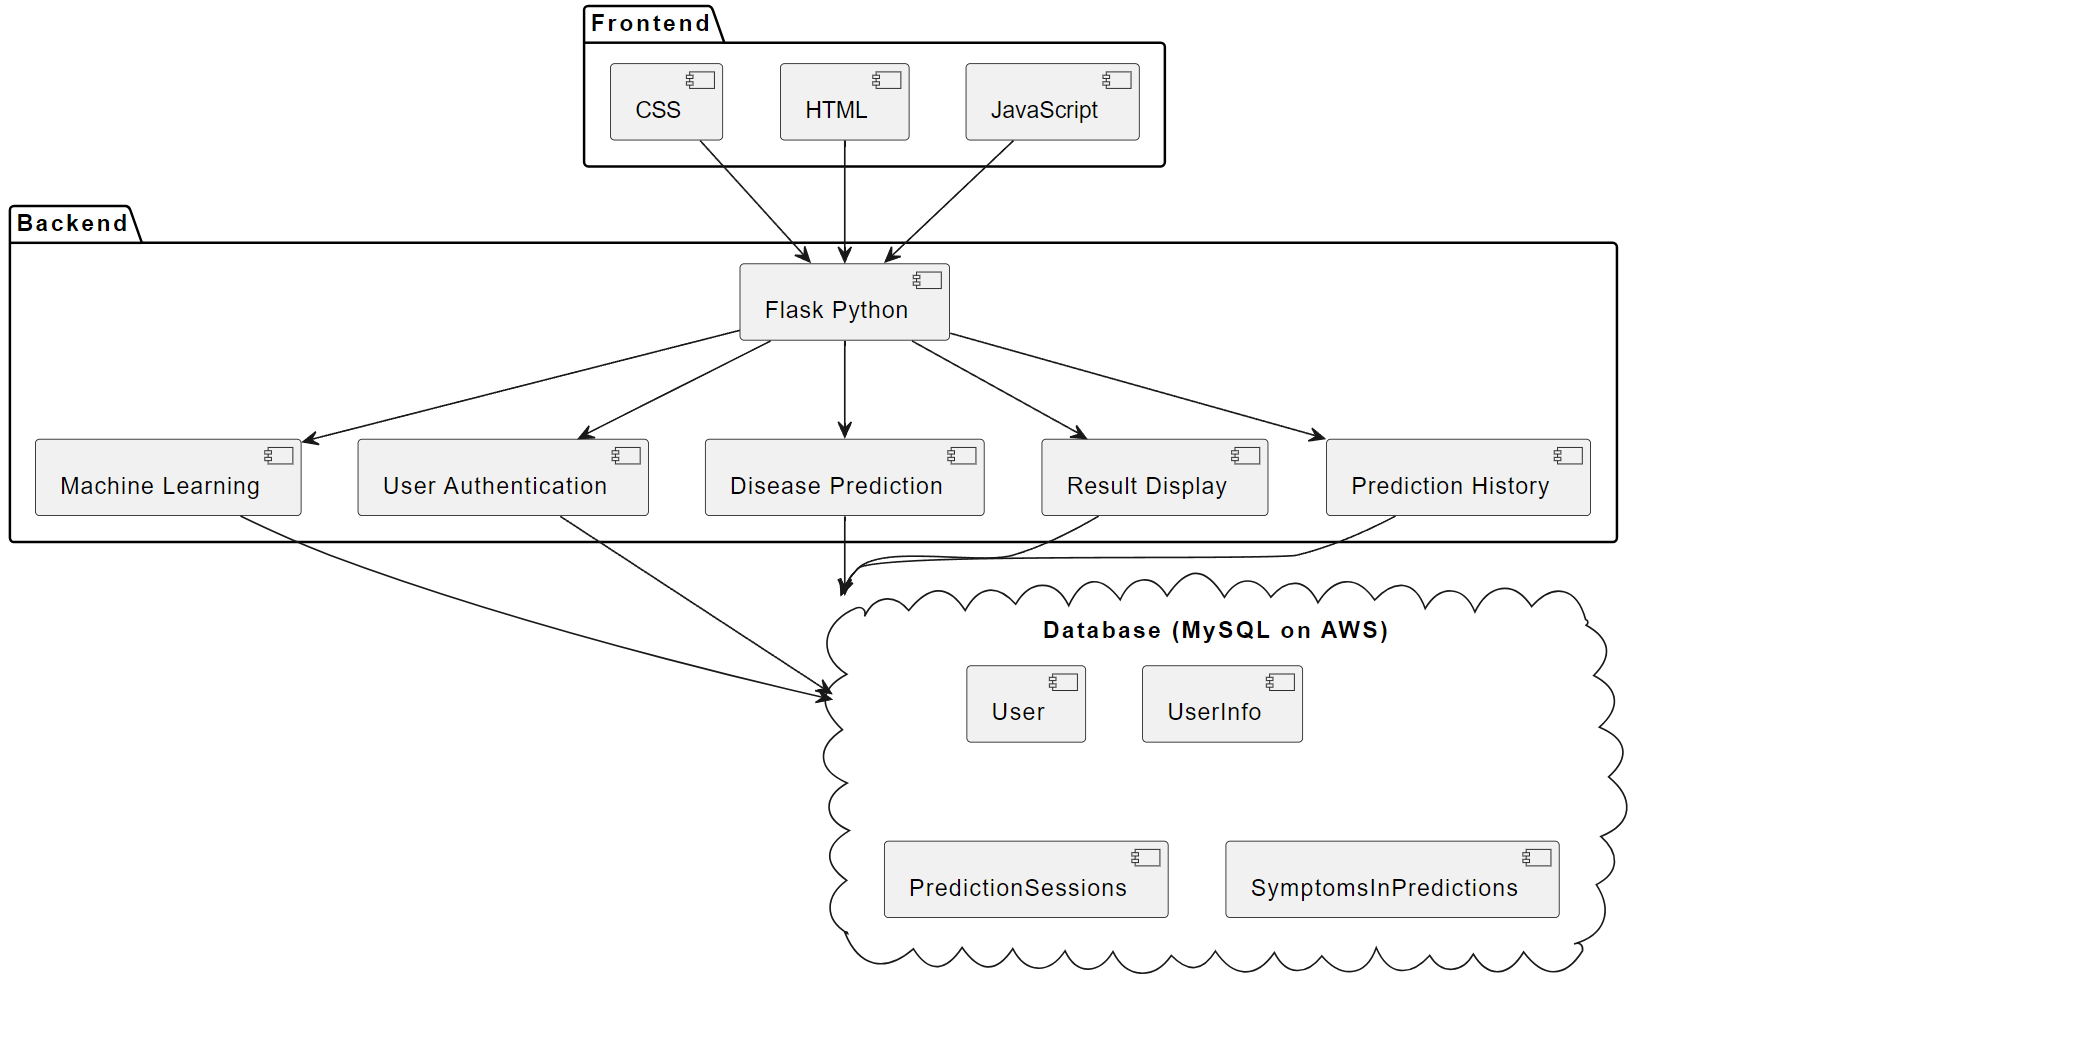 Frontend
CSS
HTML
JavaScript
Backend
Flask Python
Machine Learning
User Authentication
Disease Prediction
Result Display
Prediction History
Database (MySQL on AWS)
User
UserInfo
PredictionSessions
SymptomsInPredictions